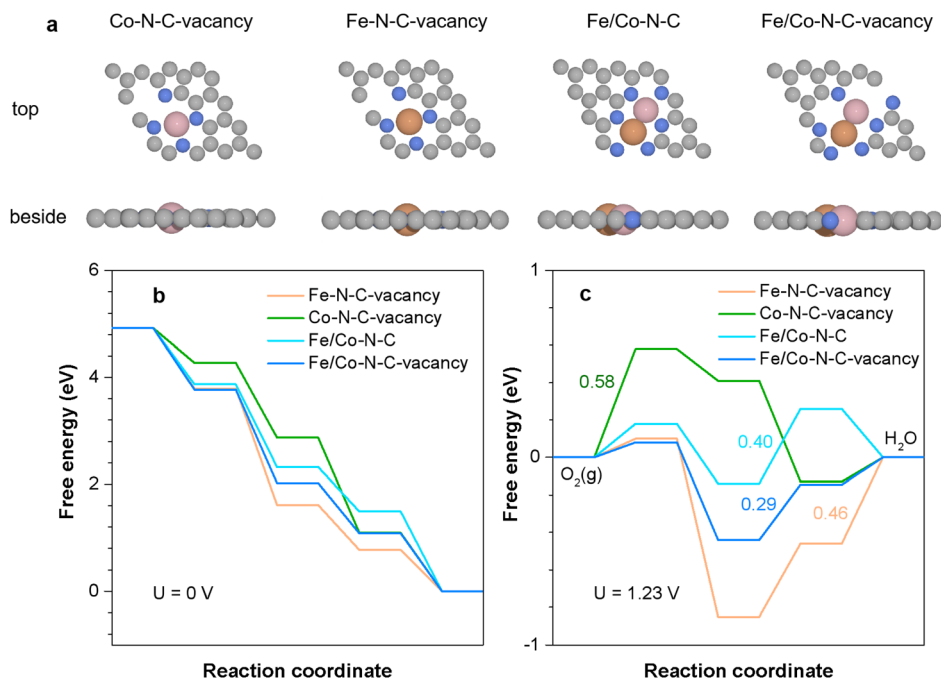 a
Co-N-C-vacancy
Fe-N-C-vacancy
Fe/Co-N-C
Fe/Co-N-C-vacancy
top
beside
b
Fe-N-C-vacancy
Co-N-C-vacancy
Fe/Co-N-C
Fe/Co-N-C-vacancy
6
4
2
0
Free energy (eV)
U = 0 V
Reaction coordinate
c
Fe-N-C-vacancy
Co-N-C-vacancy
Fe/Co-N-C
Fe/Co-N-C-vacancy
1
0
-1
Free energy (eV)
0.58
0.40
H₂O
O₂(g)
0.29
0.46
U = 1.23 V
Reaction coordinate